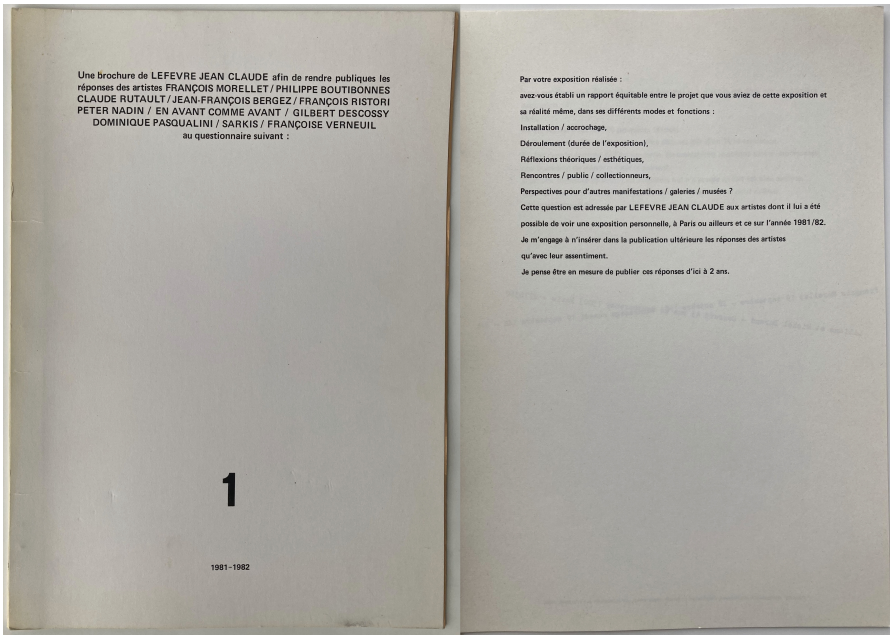 Une brochure de LEFEVRE JEAN CLAUDE afin de rendre publiques les
réponses des artistes FRANÇOIS MORELLET / PHILIPPE BOUTIBONNES
CLAUDE RUTAULT / JEAN-FRANÇOIS BERGEZ / FRANÇOIS RISTORI
PETER NADIN / EN AVANT COMME AVANT / GILBERT DESCOSSY
DOMINIQUE PASQUALINI / SARKIS / FRANÇOISE VERNEUIL
au questionnaire suivant :
1
1981-1982
Par votre exposition réalisée :
avez-vous établi un rapport équitable entre le projet que vous aviez de cette exposition et
sa réalité même, dans ses différents modes et fonctions :
Installation / accrochage,
Déroulement (durée de l'exposition),
Réflexions théoriques / esthétiques,
Rencontres / public / collectionneurs,
Perspectives pour d'autres manifestations / galeries / musées ?
Cette question est adressée par LEFEVRE JEAN CLAUDE aux artistes dont il lui a été
possible de voir une exposition personnelle, à Paris ou ailleurs et ce sur l'année 1981/82.
Je m'engage à n'insérer dans la publication ultérieure les réponses des artistes
qu'avec leur assentiment.
Je pense être en mesure de publier ces réponses d'ici à 2 ans.